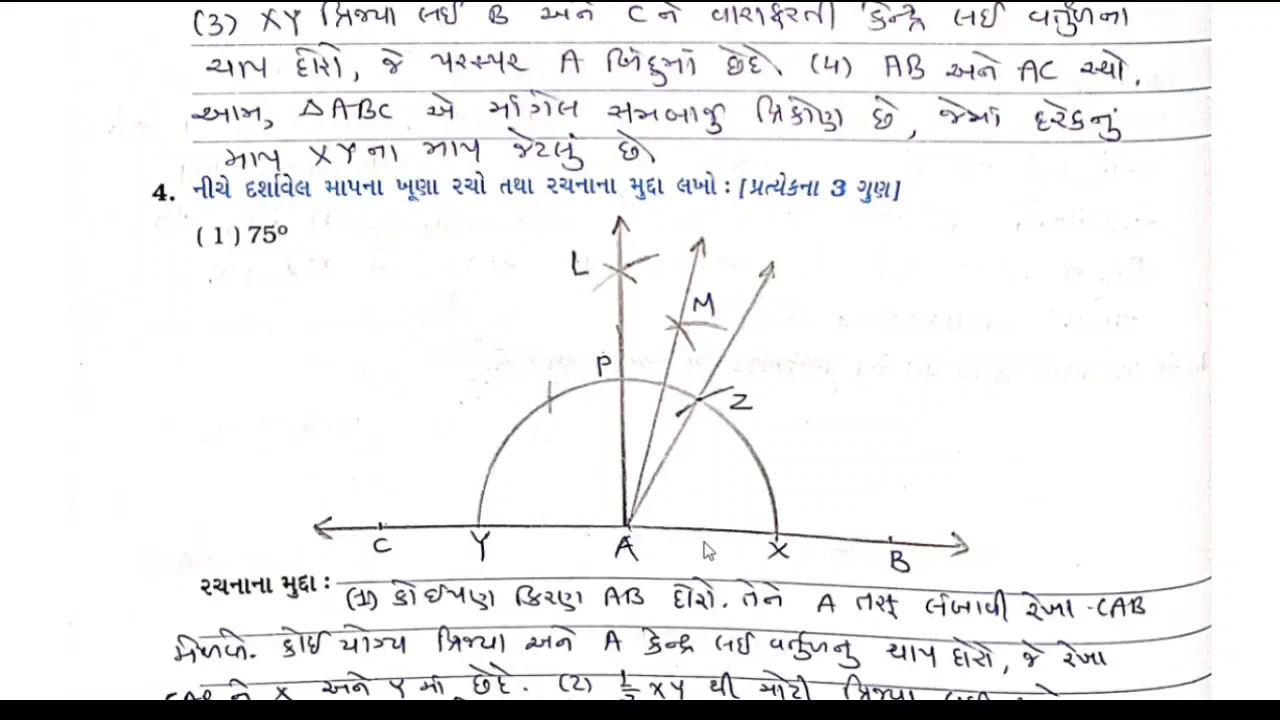 (3) XY ત્રિજ્યા લઈ B અને C ને વારાફરતી કેન્દ્ર લઈ વર્તુળના
ચાપ દોરો, જે પરસ્પર A બિંદુમાં છેદે. (4) AB અને AC રચો.
આમ, △ABC એ માંગેલ સમબાજુ ત્રિકોણ છે, જેમાં દરેકનું
માપ XYના માપ જેટલું છે.
4. નીચે દર્શાવેલ માપના ખૂણા રચો તથા રચનાના મુદ્દા લખો : [પ્રત્યેકના 3 ગુણ]
(1) 75°
L
M
P
Z
C Y A X B
રચનાના મુદ્દા : (1) કોઈપણ કિરણ AB દોરો. તેને A તરફ લંબાવી રેખા CAB
મેળવો. કોઈ યોગ્ય ત્રિજ્યા અને A કેન્દ્ર લઈ વર્તુળનુ ચાપ દોરો, જે રેખા
CAB ને X અને Y માં છેદે. (2) ½ XY થી મોટી ત્રિજ્યા